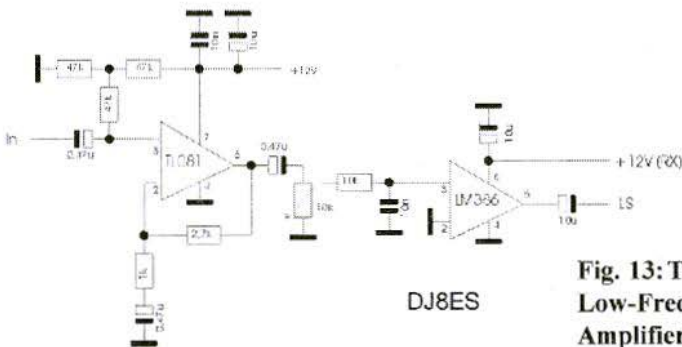 10n
10u
47k
47k
+12V
47k
In
0,47u
3
7
TL081
6
0,47u
2
4
2,7k
1k
0,47u
10k
10k
10n
3
6
LM386
5
2
4
10u
+12V (RX)
10u
LS
DJ8ES
Fig. 13: T
Low-Freq
Amplifier